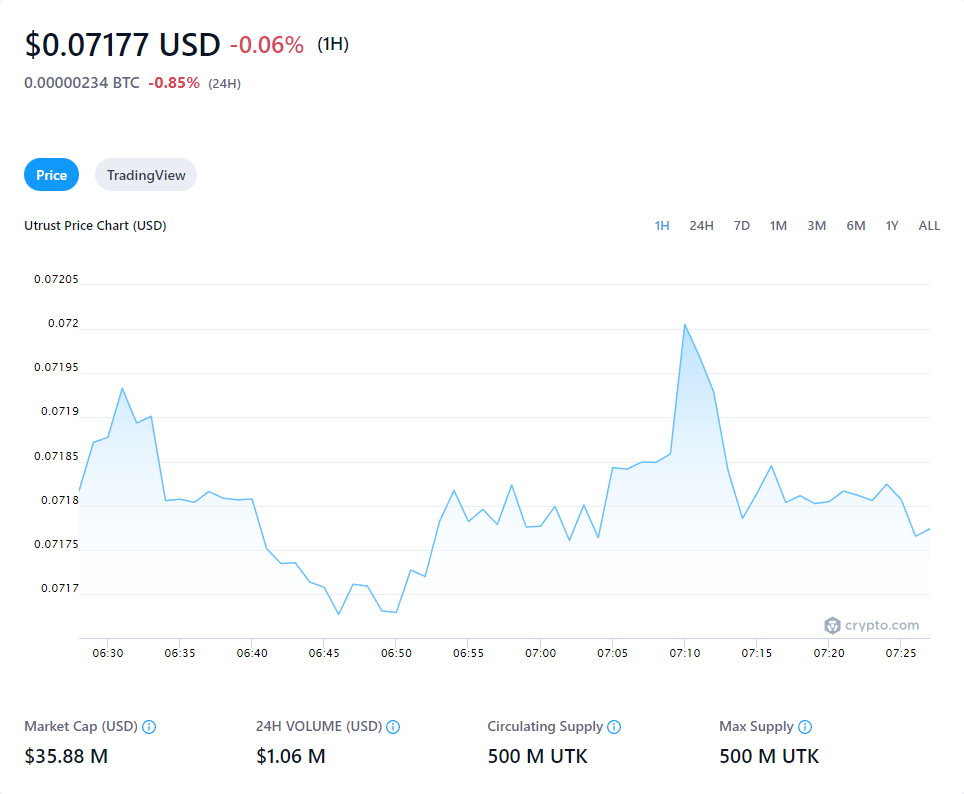 $0.07177 USD -0.06% (1H)
0.00000234 BTC -0.85% (24H)
Price TradingView
Utrust Price Chart (USD) 1H 24H 7D 1M 3M 6M 1Y ALL
0.07205
0.072
0.07195
0.0719
0.07185
0.0718
0.07175
0.0717
crypto.com
06:30 06:35 06:40 06:45 06:50 06:55 07:00 07:05 07:10 07:15 07:20 07:25
Market Cap (USD) 24H VOLUME (USD) Circulating Supply Max Supply
$35.88 M $1.06 M 500 M UTK 500 M UTK